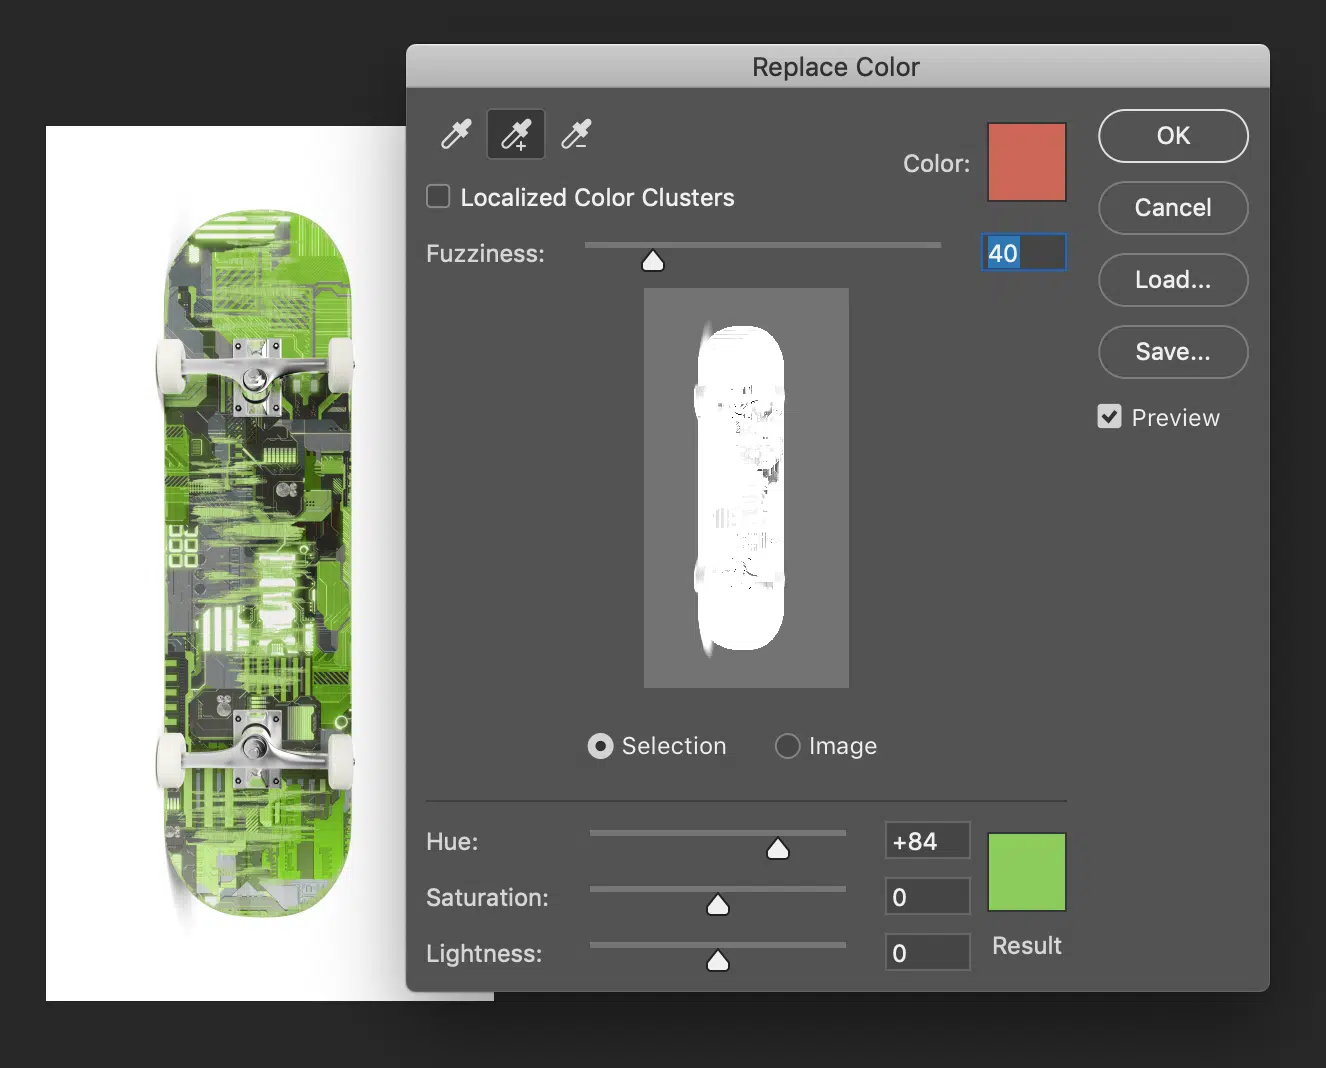 Replace Color
Color:
OK
Localized Color Clusters
Cancel
Fuzziness:
40
Load...
Save...
Preview
Selection
Image
Hue:
+84
Saturation:
0
Lightness:
0
Result